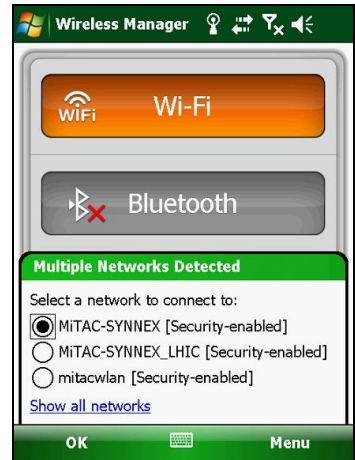 Wireless Manager
WiFi
Wi-Fi
Bluetooth
Multiple Networks Detected
Select a network to connect to:
MiTAC-SYNNEX [Security-enabled]
MiTAC-SYNNEX_LHIC [Security-enabled]
mitacwlan [Security-enabled]
Show all networks
OK Menu